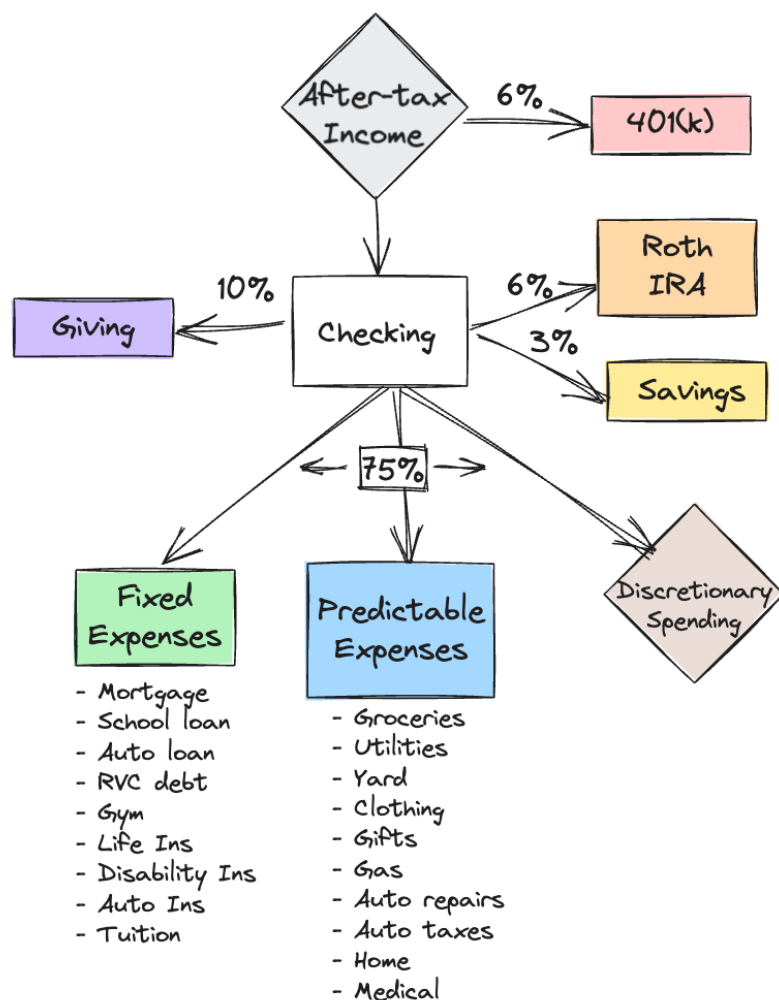 After-tax
Income
6%
401(k)
Roth
IRA
10%
6%
Giving
Checking
3%
Savings
75%
Fixed
Expenses
- Mortgage
- School loan
- Auto loan
- RVC debt
- Gym
- Life Ins
- Disability Ins
- Auto Ins
- Tuition
Predictable
Expenses
- Groceries
- Utilities
- Yard
- Clothing
- Gifts
- Gas
- Auto repairs
- Auto taxes
- Home
- Medical
Discretionary
Spending